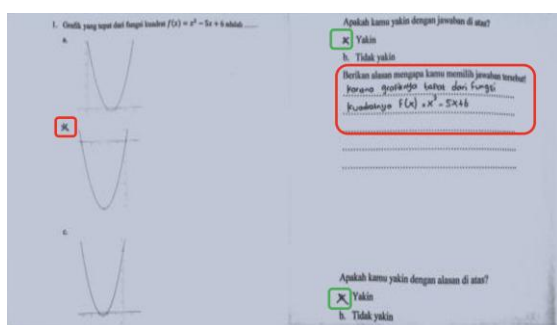 1. Grafik yang tepat dari fungsi kuadrat f(x) = x² − 5x + 6 adalah ......
a.
c.
Apakah kamu yakin dengan jawaban di atas?
Yakin
b. Tidak yakin
Berikan alasan mengapa kamu memilih jawaban tersebut
karena grafiknya dari fungsi
kuadratnya f(x) = x² - 5x+6
Apakah kamu yakin dengan alasan di atas?
Yakin
b. Tidak yakin